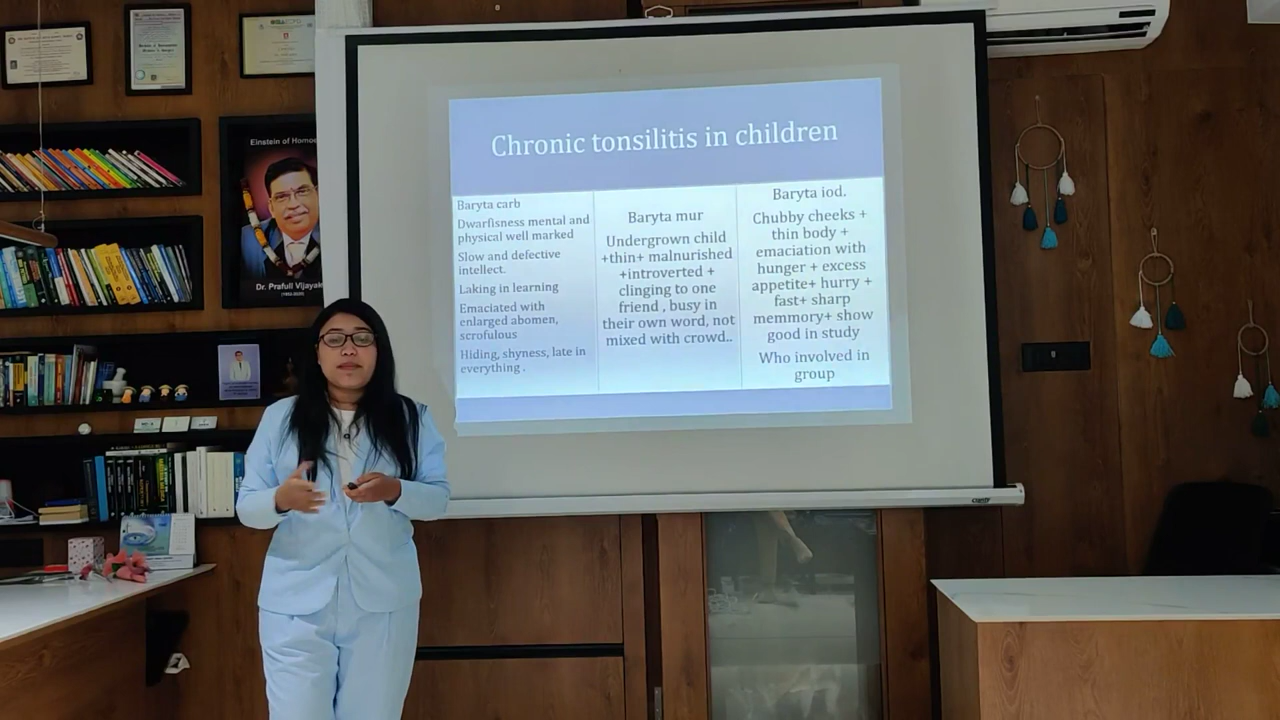 Einstein of Homoe
Dr. Prafull Vijayak
Chronic tonsilitis in children
Baryta carb
Dwarfisness mental and
physical well marked
Slow and defective
intellect.
Laking in learning
Emaciated with
enlarged abomen,
scrofulous
Hiding, shyness, late in
everything .
Baryta mur
Undergrown child
+thin+ malnurished
+introverted +
clinging to one
friend , busy in
their own word, not
mixed with crowd..
Baryta iod.
Chubby cheeks +
thin body +
emaciation with
hunger + excess
appetite+ hurry +
fast+ sharp
memmory+ show
good in study
Who involved in
group